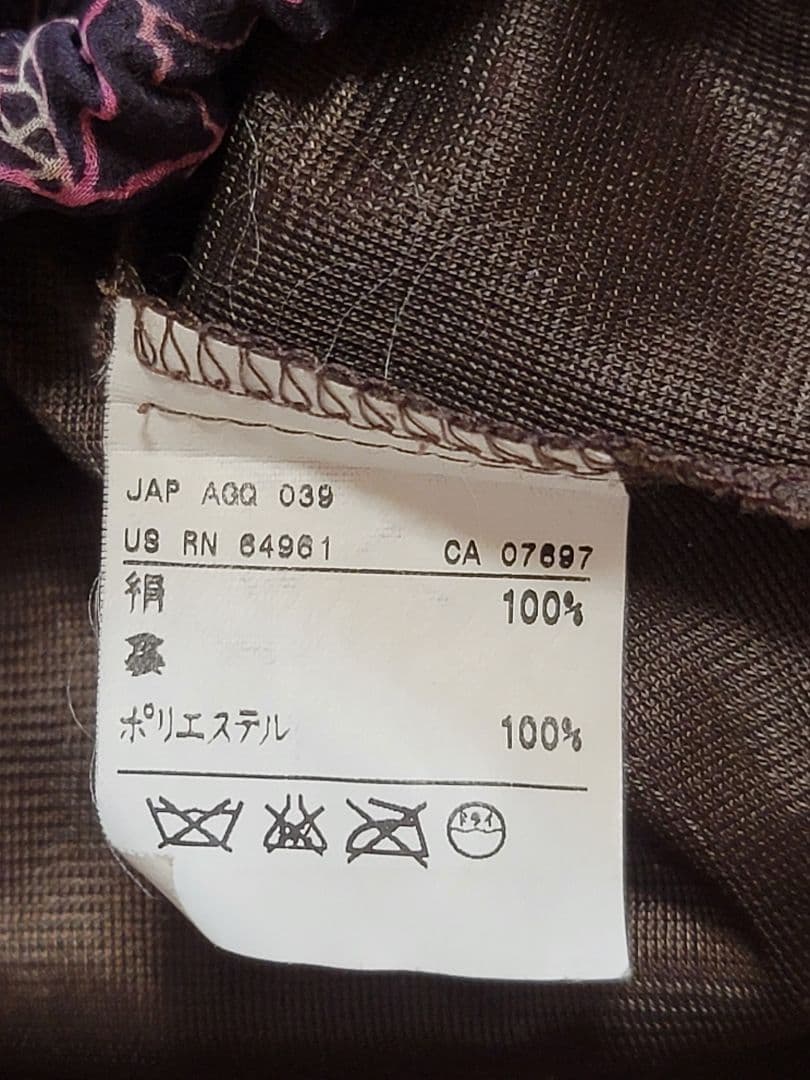 JAP AGQ 039
US RN 64961 CA 07697
絹 100%
裏
ポリエステル 100%
ドライ